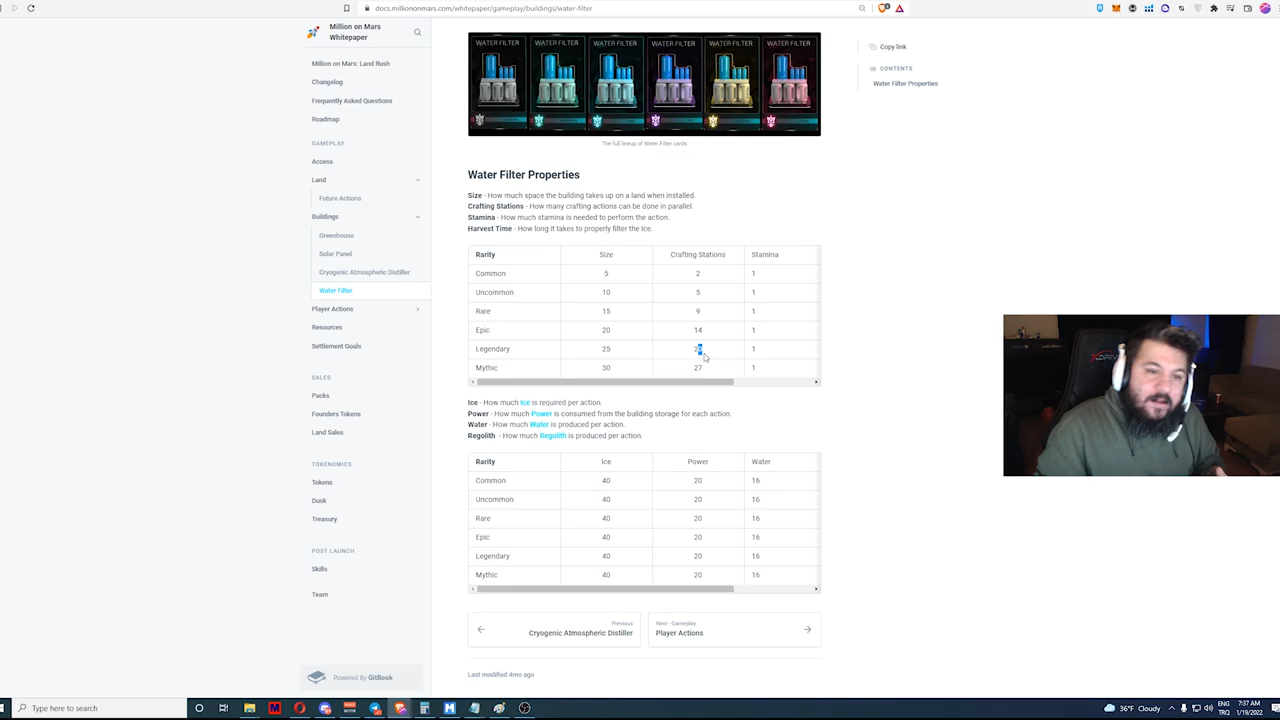 docs.milliononmars.com/whitepaper/gameplay/buildings/water-filter
Million on Mars
Whitepaper
Million on Mars: Land Rush
Changelog
Frequently Asked Questions
Roadmap
GAMEPLAY
Access
Land
Future Actions
Buildings
Greenhouse
Solar Panel
Cryogenic Atmospheric Distiller
Water Filter
Player Actions
Resources
Settlement Goals
SALES
Packs
Founders Tokens
Land Sales
TOKENOMICS
Tokens
Dusk
Treasury
POST LAUNCH
Skills
Team
Powered By GitBook
WATER FILTER WATER FILTER WATER FILTER WATER FILTER WATER FILTER WATER FILTER
The full lineup of Water Filter cards
Water Filter Properties
Size - How much space the building takes up on a land when installed.
Crafting Stations - How many crafting actions can be done in parallel.
Stamina - How much stamina is needed to perform the action.
Harvest Time - How long it takes to properly filter the Ice.
Rarity Size Crafting Stations Stamina
Common 5 2 1
Uncommon 10 5 1
Rare 15 9 1
Epic 20 14 1
Legendary 25 20 1
Mythic 30 27 1
Ice - How much Ice is required per action.
Power - How much Power is consumed from the building storage for each action.
Water - How much Water is produced per action.
Regolith - How much Regolith is produced per action.
Rarity Ice Power Water
Common 40 20 16
Uncommon 40 20 16
Rare 40 20 16
Epic 40 20 16
Legendary 40 20 16
Mythic 40 20 16
Previous
Cryogenic Atmospheric Distiller
Next - Gameplay
Player Actions
Last modified 4mo ago
Copy link
CONTENTS
Water Filter Properties
XDRIVE
Type here to search
36°F Cloudy
ENG
TRQ
7:37 AM
1/19/2022